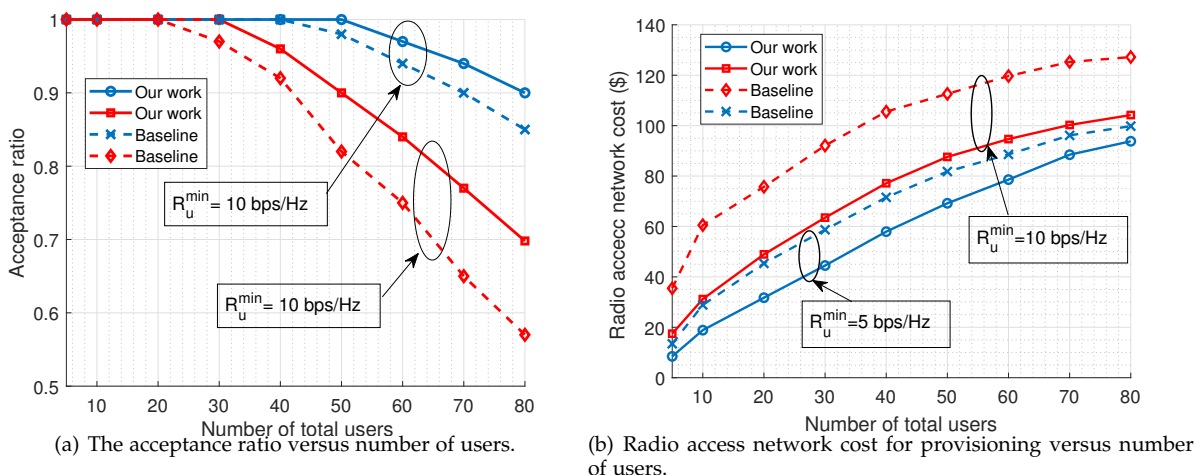 1
0.9
0.8
0.7
0.6
0.5
Acceptance ratio
Our work
Our work
Baseline
Baseline
R_u^min= 10 bps/Hz
R_u^min= 10 bps/Hz
10 20 30 40 50 60 70 80
Number of total users
(a) The acceptance ratio versus number of users.
140
120
100
80
60
40
20
0
Radio accecc network cost ($)
Our work
Our work
Baseline
Baseline
R_u^min=10 bps/Hz
R_u^min=5 bps/Hz
10 20 30 40 50 60 70 80
Number of total users
(b) Radio access network cost for provisioning versus number
of users.